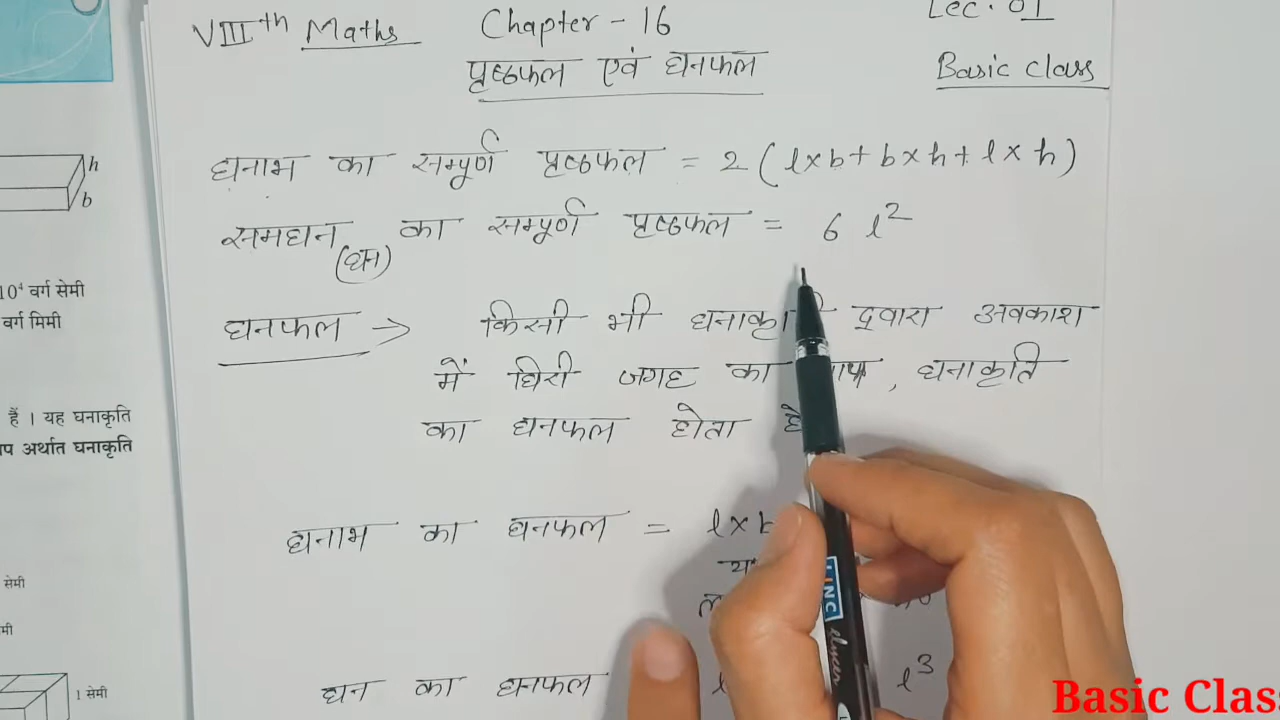 VIIIth Maths Chapter - 16 Lec. 01
पृष्ठफल एवं घनफल
Basic class
घनाभ का सम्पूर्ण पृष्ठफल = 2 (l×b + b×h + l×h)
समघन का सम्पूर्ण पृष्ठफल = 6 l²
(घन)
घनफल → किसी भी द्वारा अवकाश
में घिरी जगह का , घनाकृति
का घनफल होता
घनाभ का घनफल = l×b
घन का घनफल l³
h
b
10⁴ वर्ग सेमी
वर्ग मिमी
हैं । यह घनाकृति
अर्थात घनाकृति
सेमी
1 सेमी
LINC
Basic Clas